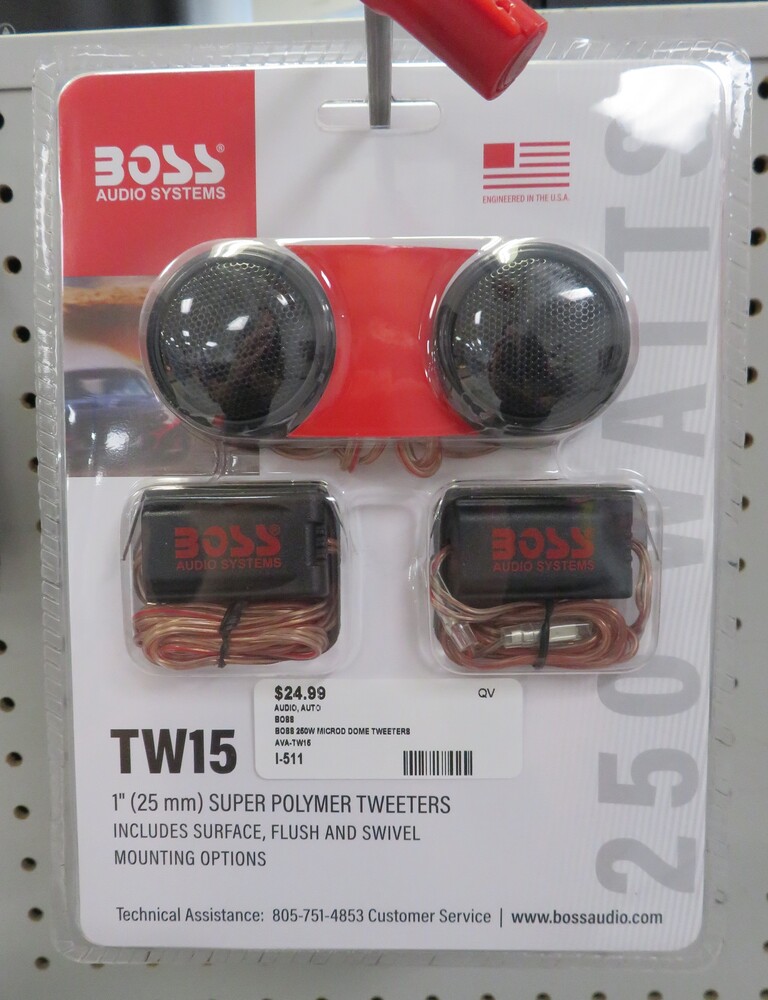 BOSS®
AUDIO SYSTEMS
ENGINEERED IN THE U.S.A.
250 WATTS
BOSS®
AUDIO SYSTEMS
BOSS
AUDIO SYSTEMS
$24.99
QV
AUDIO, AUTO
BOSS
BOSS 250W MICROD DOME TWEETERS
AVA-TW15
I-511
TW15
1" (25 mm) SUPER POLYMER TWEETERS
INCLUDES SURFACE, FLUSH AND SWIVEL
MOUNTING OPTIONS
Technical Assistance: 805-751-4853 Customer Service | www.bossaudio.com